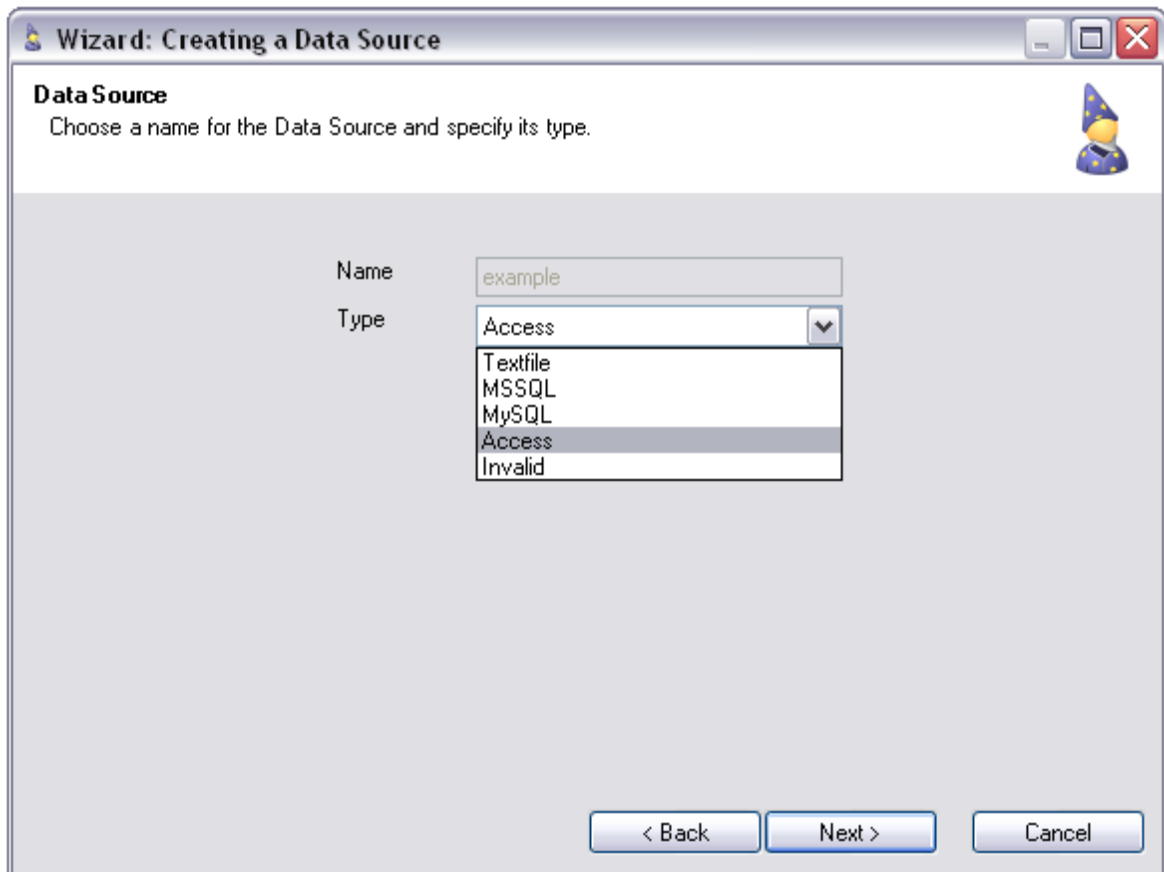 Wizard: Creating a Data Source
Data Source
Choose a name for the Data Source and specify its type.
Name
example
Type
Access
Textfile
MSSQL
MySQL
Access
Invalid
< Back
Next >
Cancel